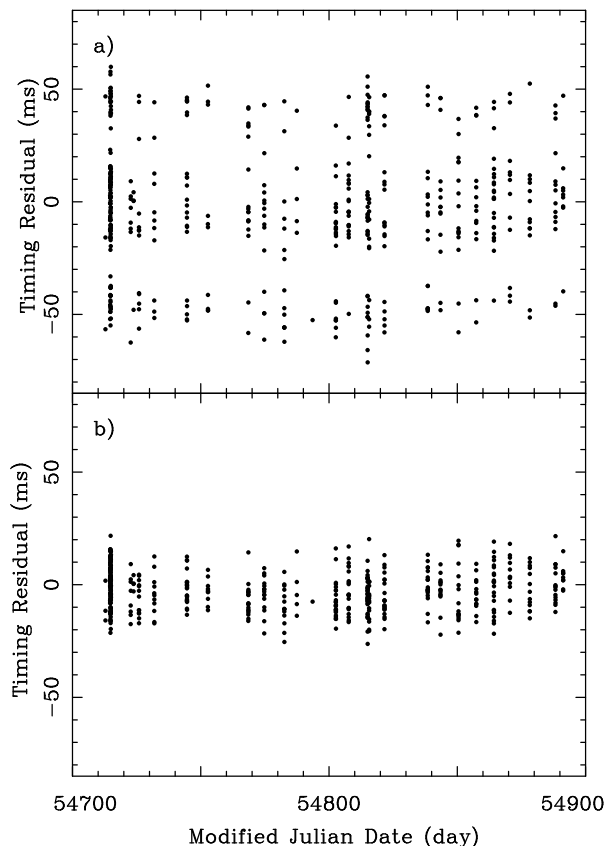 a)
50
0
−50
Timing Residual (ms)
b)
50
0
−50
Timing Residual (ms)
54700 54800 54900
Modified Julian Date (day)